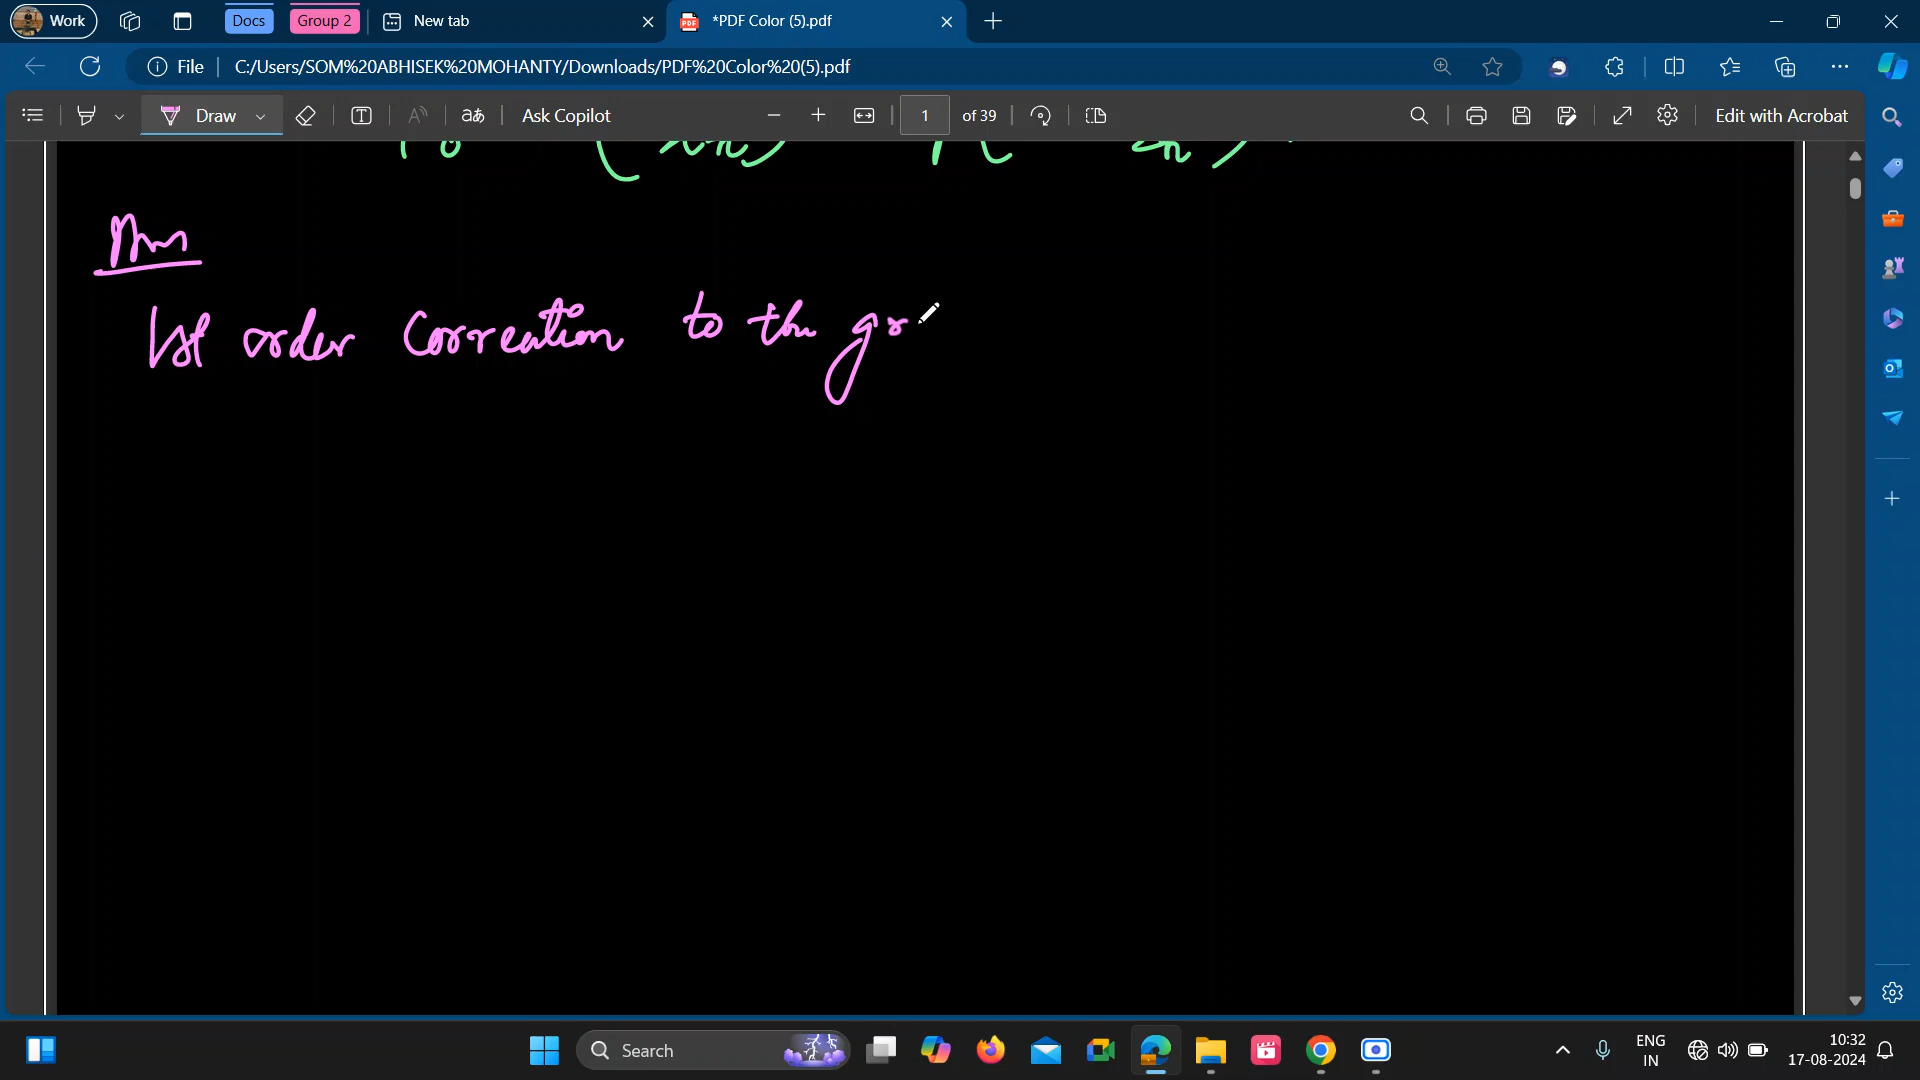 Work
Docs
Group 2
New tab
*PDF Color (5).pdf
File
C:/Users/SOM%20ABHISEK%20MOHANTY/Downloads/PDF%20Color%20(5).pdf
Draw
Ask Copilot
1
of 39
Edit with Acrobat
Ans
1st order Correction to the gr
Search
ENG
IN
10:32
17-08-2024